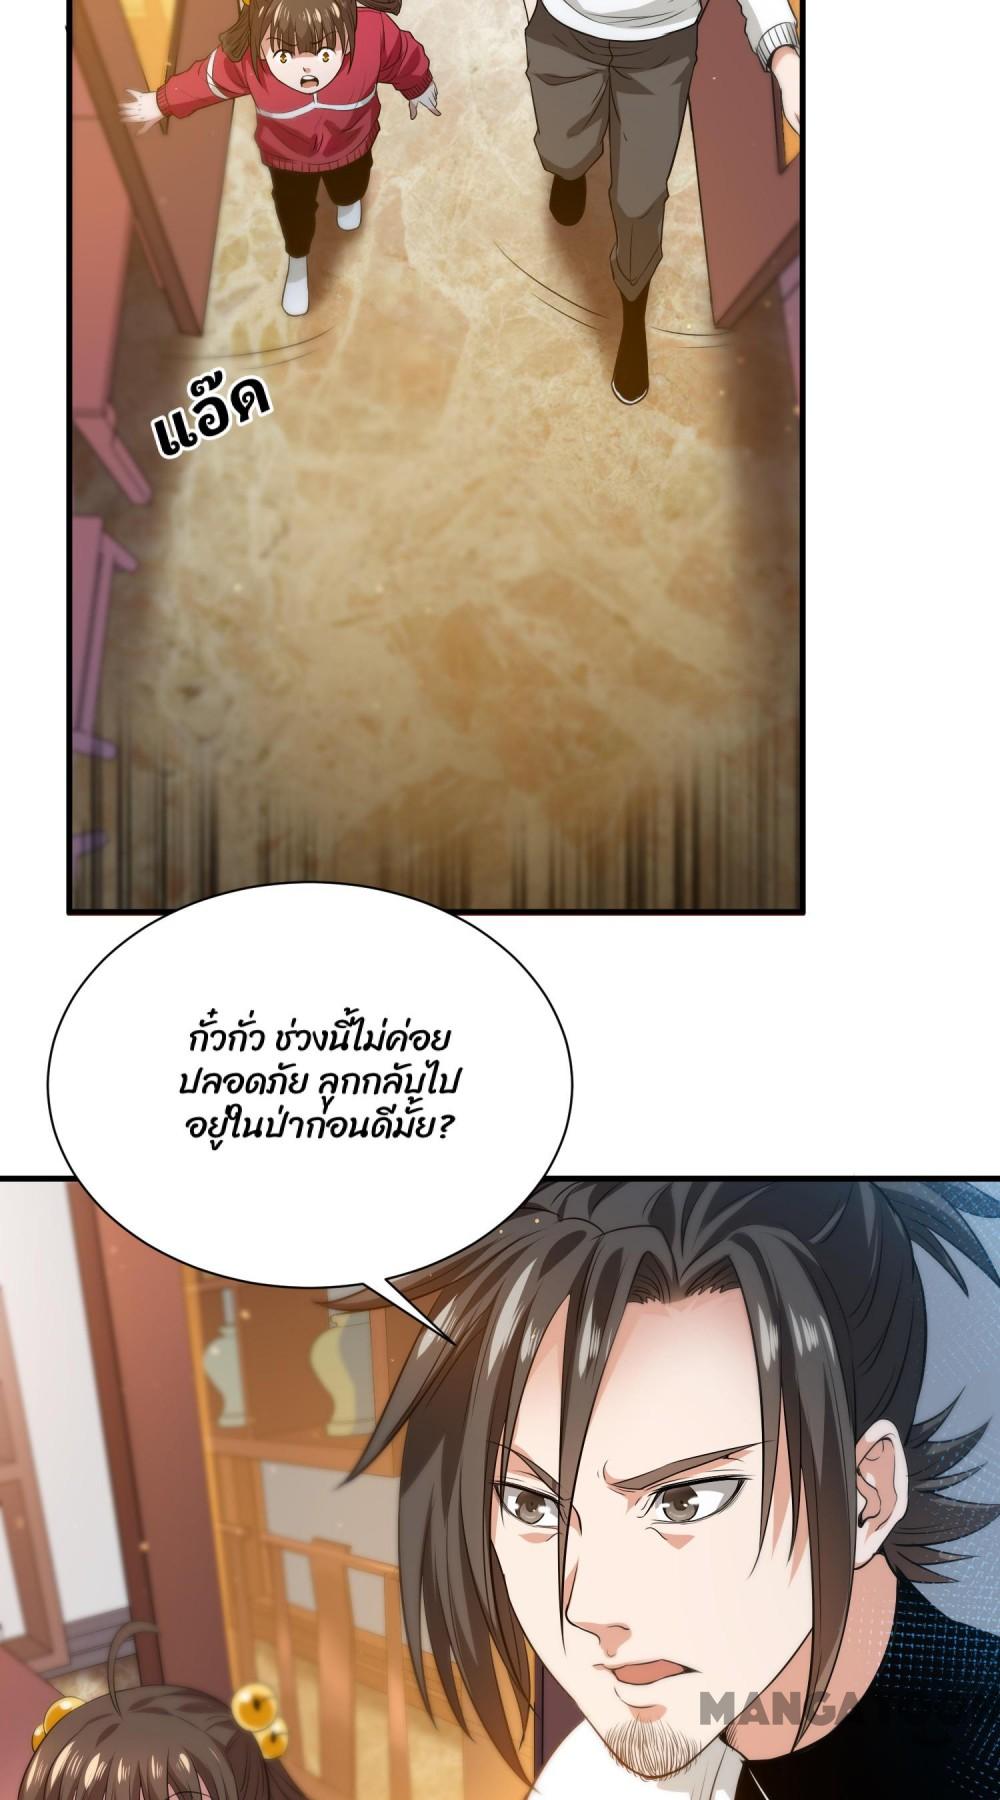 แอ๊ด
กั๋วกั่ว ช่วงนี้ไม่ค่อย
ปลอดภัย ลูกกลับไป
อยู่ในป่าก่อนดีมั้ย?